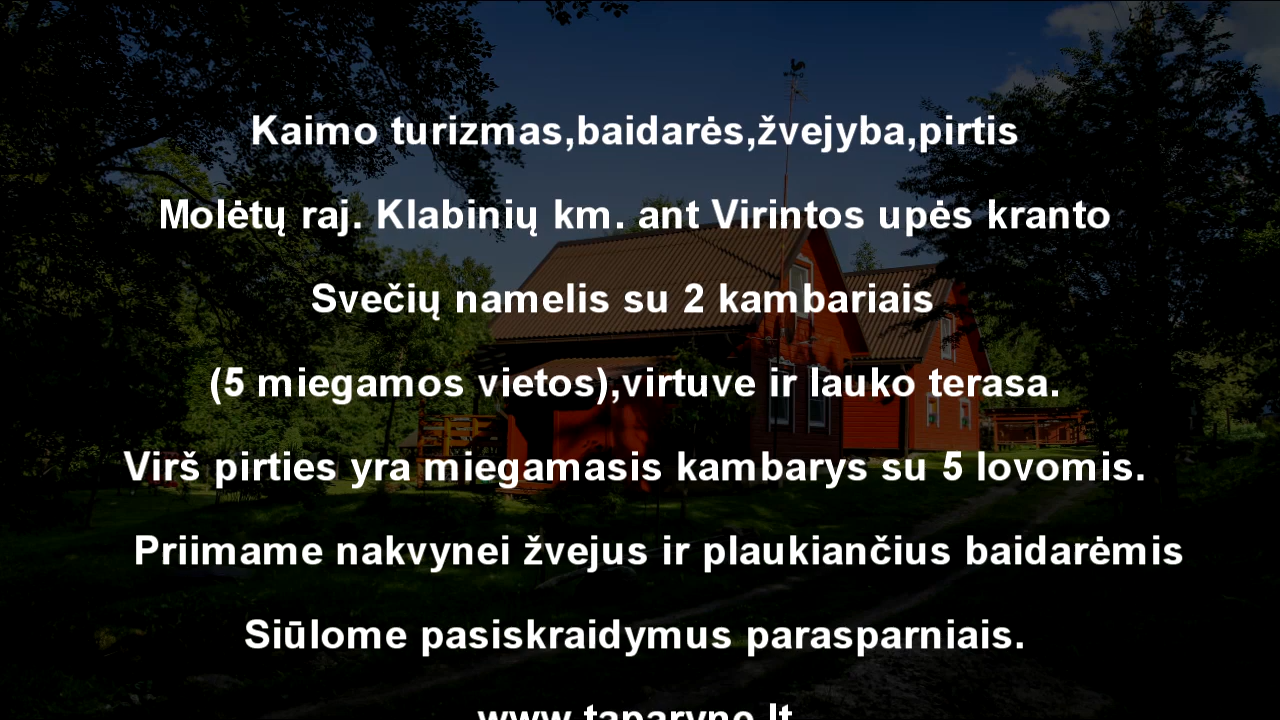 Kaimo turizmas,baidarės,žvejyba,pirtis
Molėtų raj. Klabinių km. ant Virintos upės kranto
Svečių namelis su 2 kambariais
(5 miegamos vietos),virtuve ir lauko terasa.
Virš pirties yra miegamasis kambarys su 5 lovomis.
Priimame nakvynei žvejus ir plaukiančius baidarėmis
Siūlome pasiskraidymus parasparniais.